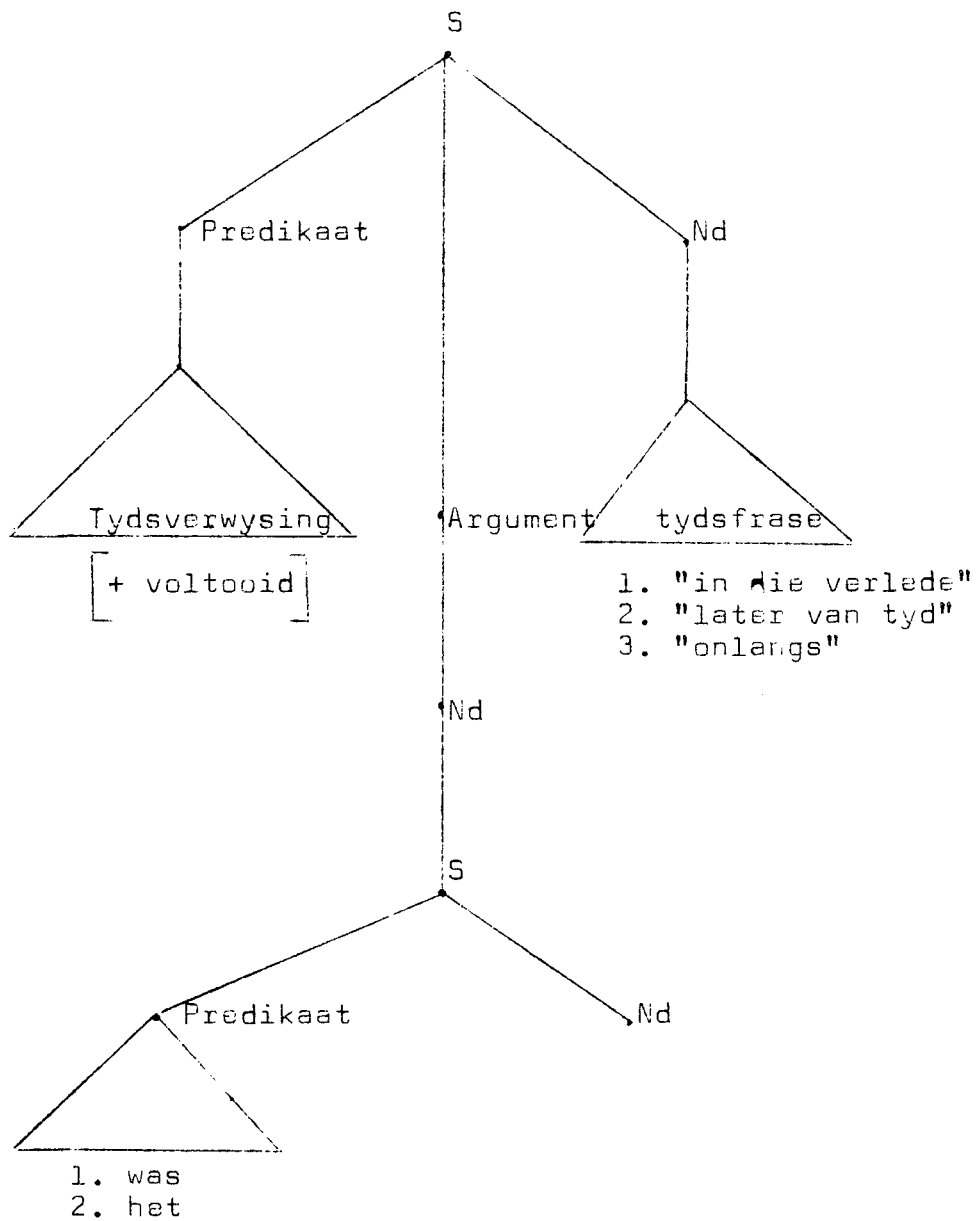 S
Predikaat
Nd
Tydsverwysing
Argument
tydsfrase
[+ voltooid]
1. "in die verlede"
2. "later van tyd"
3. "onlangs"
Nd
S
Predikaat
Nd
1. was
2. het